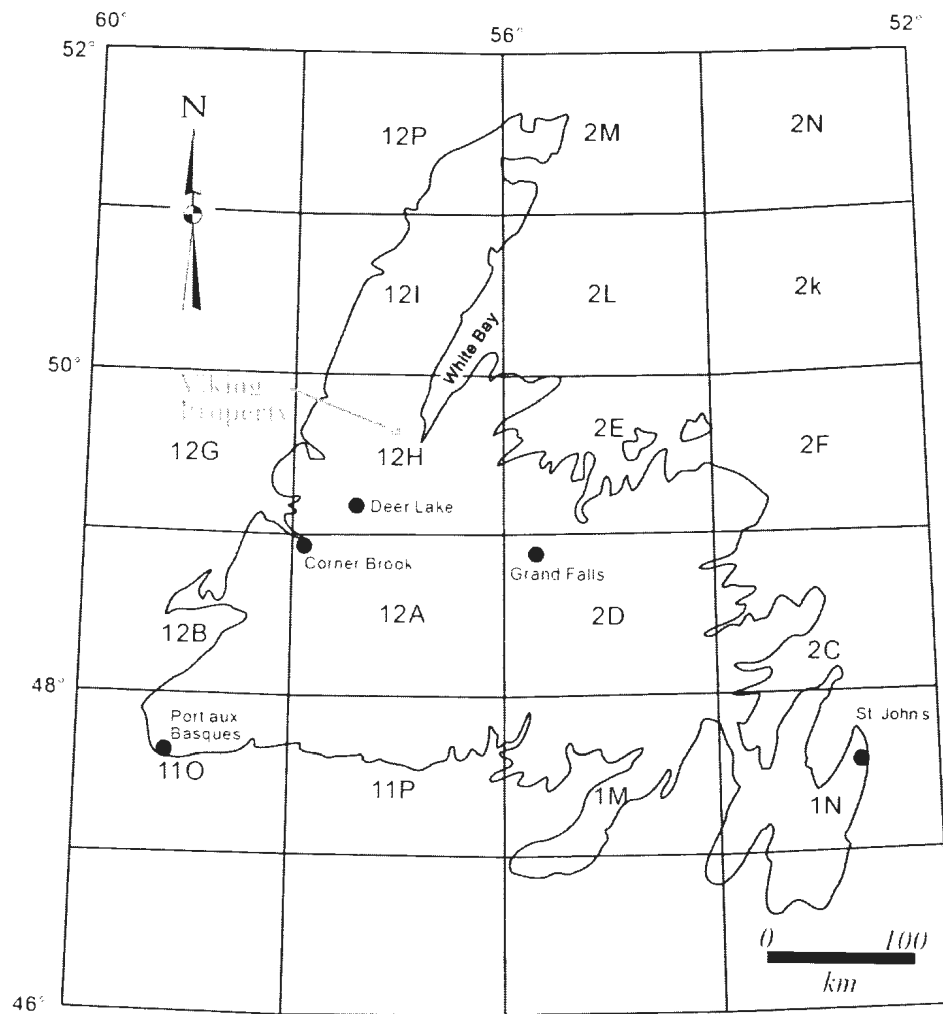 60°
56°
52°
52°
N
12P
2M
2N
12I
2L
2k
White Bay
50°
Viking
Property
12G
12H
2E
2F
Deer Lake
Corner Brook
Grand Falls
12B
12A
2D
2C
48°
Port aux
Basques
St John's
11O
11P
1M
1N
0 100
km
46°